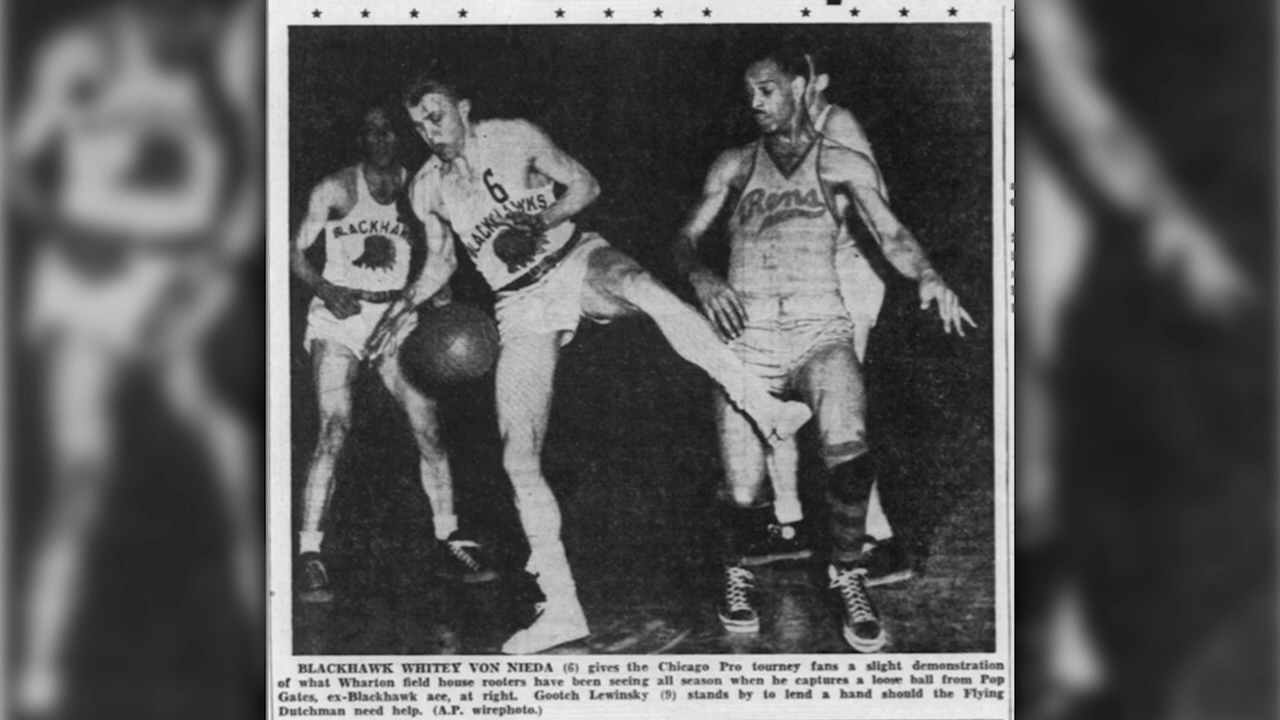 BLACKHAWK
6
BLACKHAWKS
Rens
BLACKHAWK WHITEY VON NIEDA (6) gives the Chicago Pro tourney fans a slight demonstration
of what Wharton field house rooters have been seeing all season when he captures a loose ball from Pop
Gates, ex-Blackhawk ace, at right. Gootch Lewinsky (9) stands by to lend a hand should the Flying
Dutchman need help. (A.P. wirephoto.)